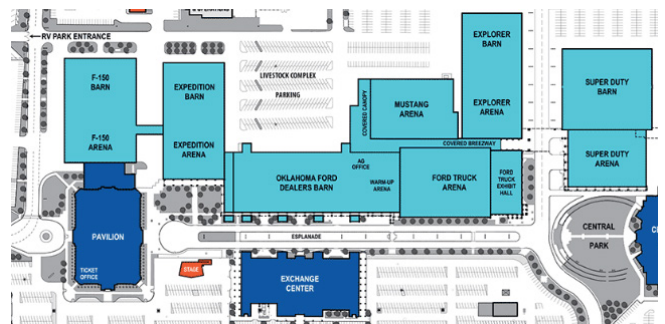 RV PARK ENTRANCE
F-150
BARN
F-150
ARENA
EXPEDITION
BARN
EXPEDITION
ARENA
LIVESTOCK COMPLEX
PARKING
COVERED CANOPY
MUSTANG
ARENA
EXPLORER
BARN
EXPLORER
ARENA
COVERED BREEZWAY
SUPER DUTY
BARN
SUPER DUTY
ARENA
OKLAHOMA FORD
DEALERS BARN
AG
OFFICE
WARM-UP
ARENA
FORD TRUCK
ARENA
FORD
TRUCK
EXHIBIT
HALL
PAVILION
TICKET
OFFICE
STAGE
ESPLANADE
EXCHANGE
CENTER
CENTRAL
PARK